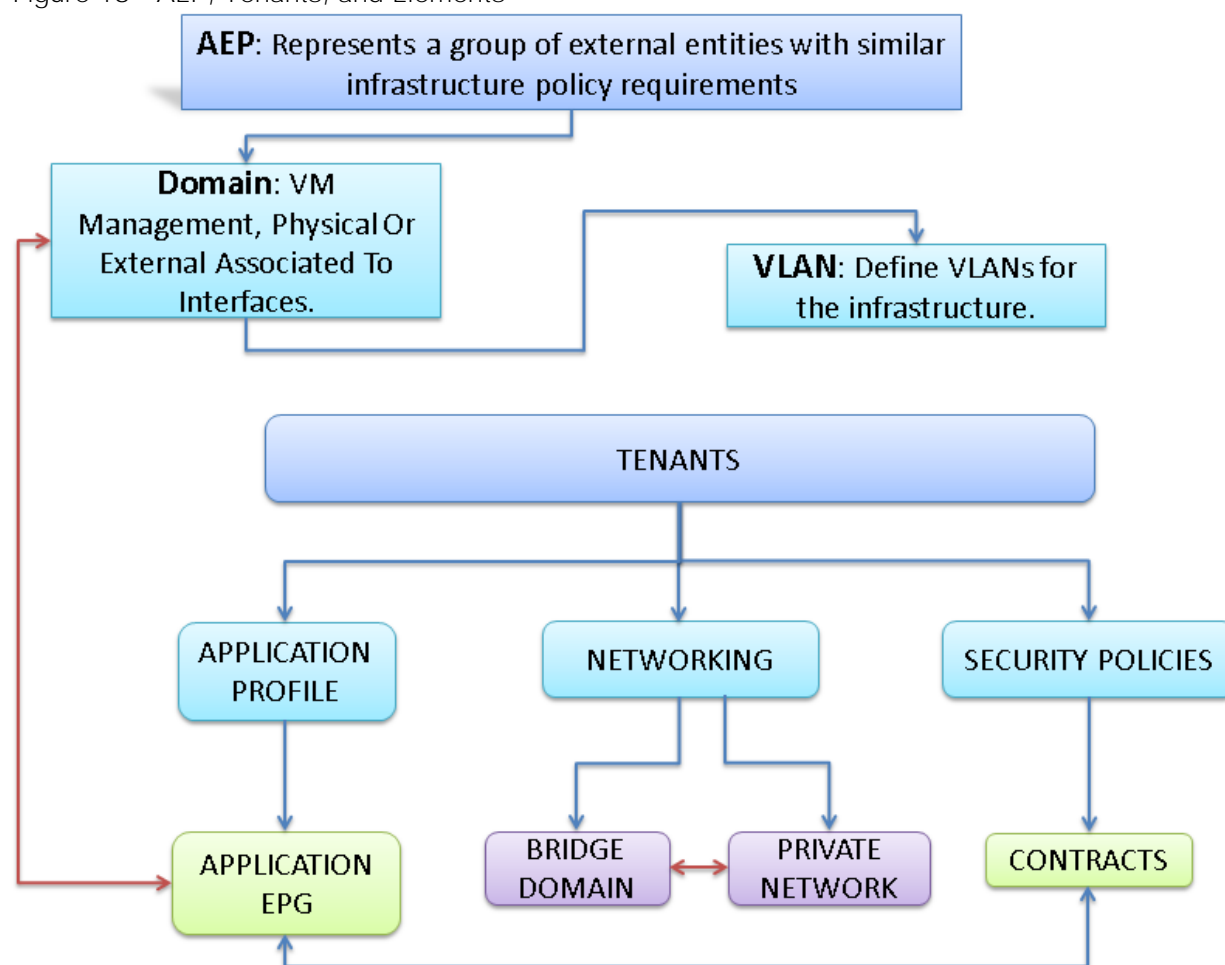 AEP: Represents a group of external entities with similar
infrastructure policy requirements
Domain: VM
Management, Physical Or
External Associated To
Interfaces.
VLAN: Define VLANs for
the infrastructure.
TENANTS
APPLICATION
PROFILE
NETWORKING
SECURITY POLICIES
APPLICATION
EPG
BRIDGE
DOMAIN
PRIVATE
NETWORK
CONTRACTS